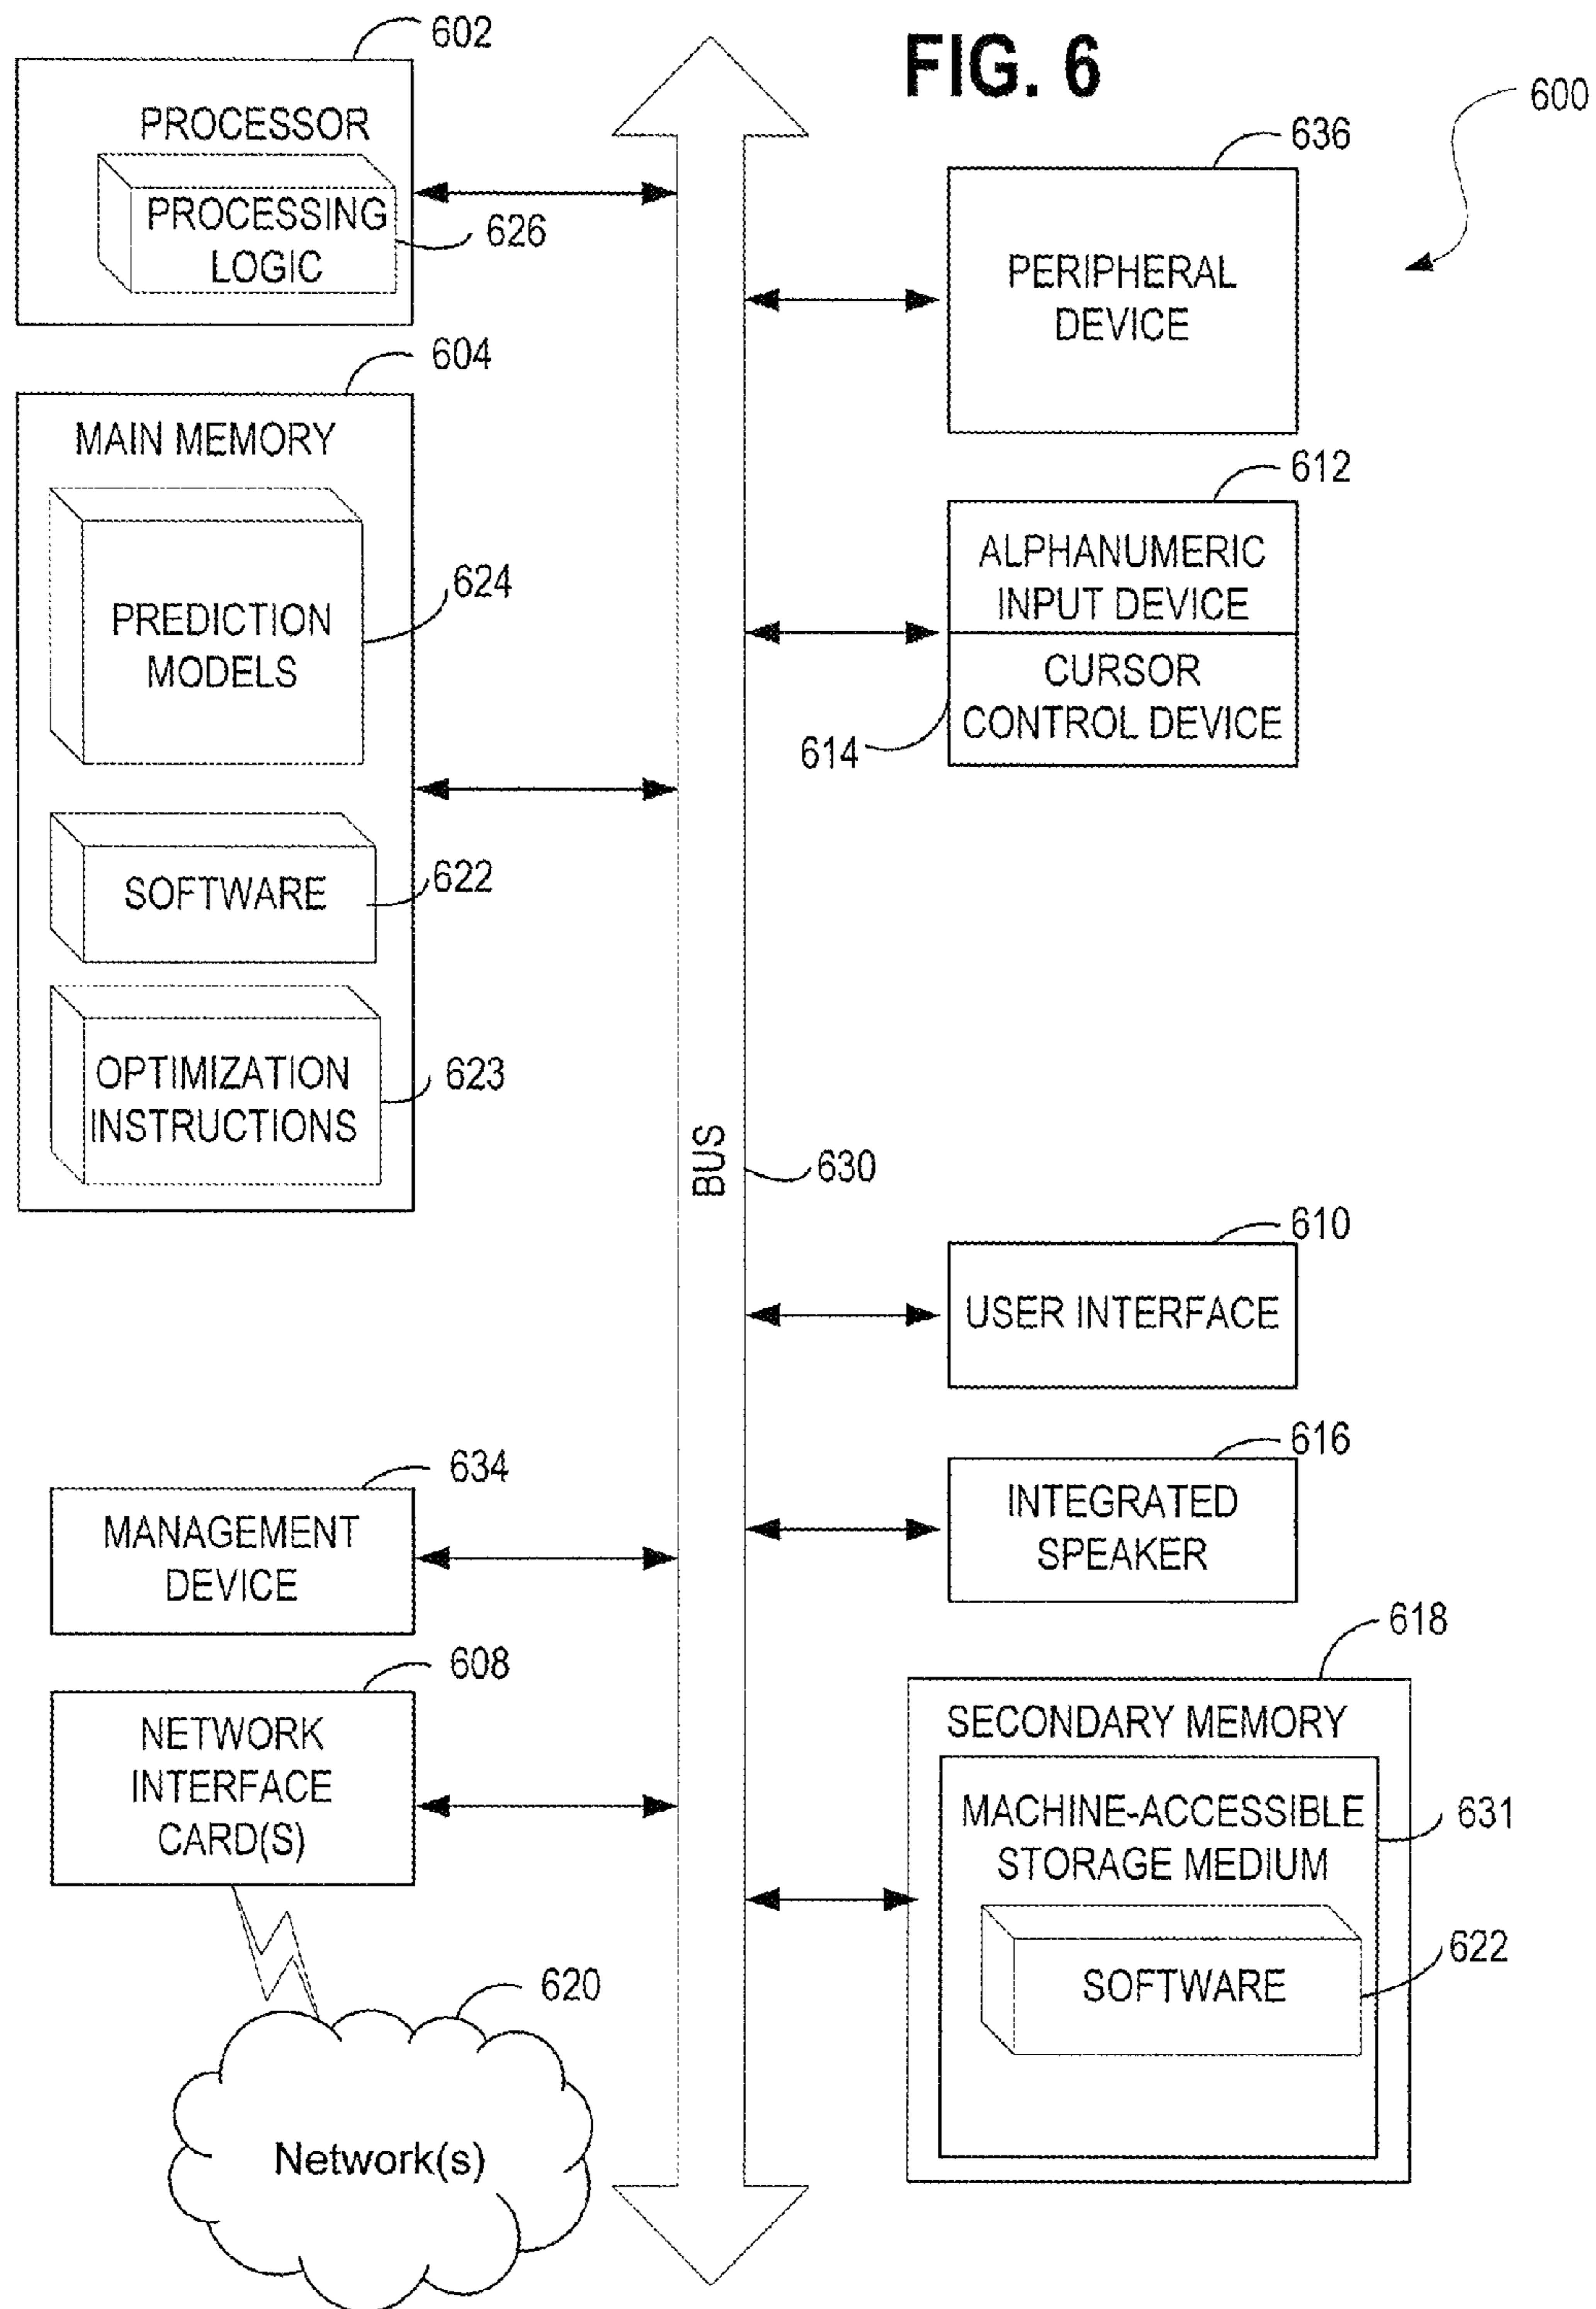 FIG. 6
600
602
PROCESSOR
PROCESSING
LOGIC
626
604
MAIN MEMORY
PREDICTION
MODELS
624
SOFTWARE
622
OPTIMIZATION
INSTRUCTIONS
623
634
MANAGEMENT
DEVICE
608
NETWORK
INTERFACE
CARD(S)
620
Network(s)
BUS
630
636
PERIPHERAL
DEVICE
612
ALPHANUMERIC
INPUT DEVICE
CURSOR
CONTROL DEVICE
614
610
USER INTERFACE
616
INTEGRATED
SPEAKER
618
SECONDARY MEMORY
MACHINE-ACCESSIBLE
STORAGE MEDIUM
631
SOFTWARE
622